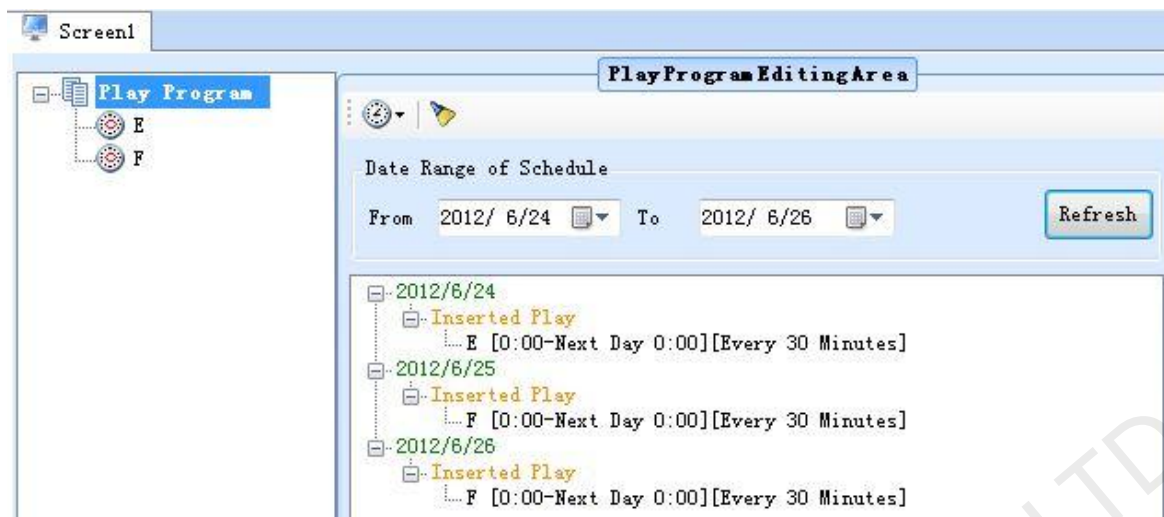 Screen1
Play Program
E
F
PlayProgramEditingArea
Date Range of Schedule
From 2012/ 6/24 To 2012/ 6/26 Refresh
2012/6/24
Inserted Play
E [0:00-Next Day 0:00][Every 30 Minutes]
2012/6/25
Inserted Play
F [0:00-Next Day 0:00][Every 30 Minutes]
2012/6/26
Inserted Play
F [0:00-Next Day 0:00][Every 30 Minutes]
LTD